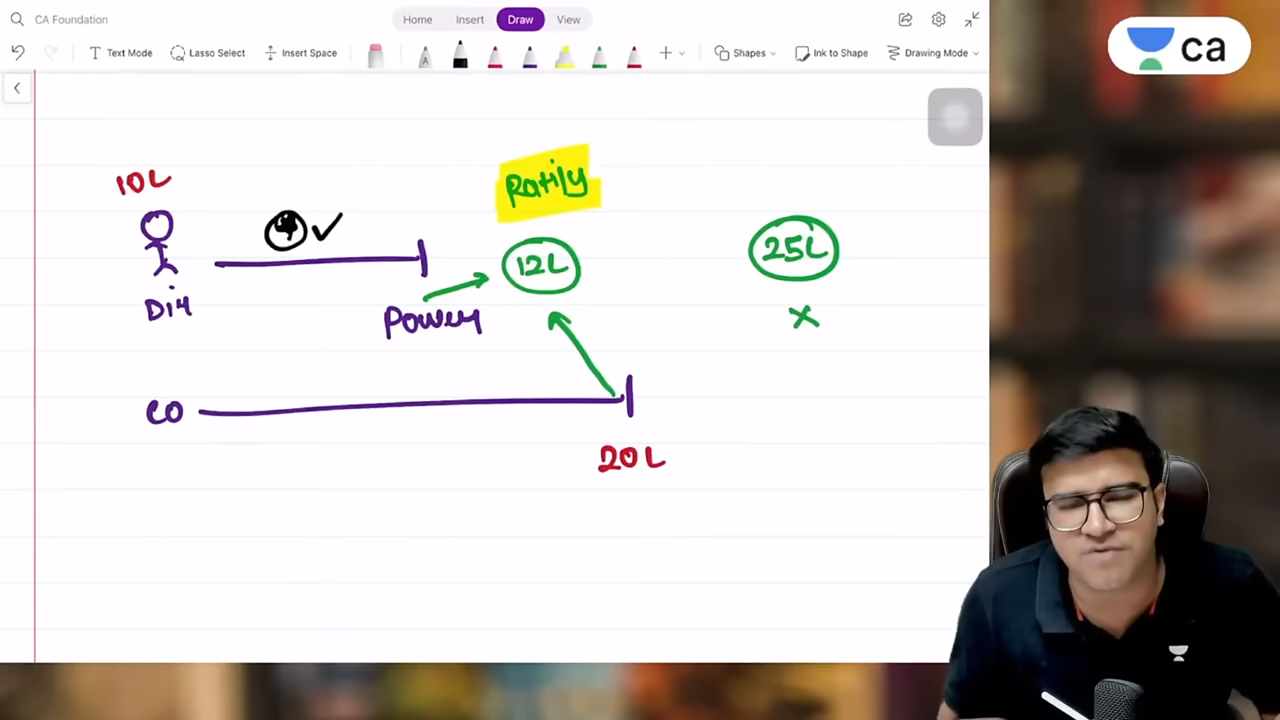 CA Foundation
Home Insert Draw View
Text Mode Lasso Select Insert Space
Shapes Ink to Shape Drawing Mode
ca
10L
Ratify
12L
25L
Dir
Power
x
CO
20L